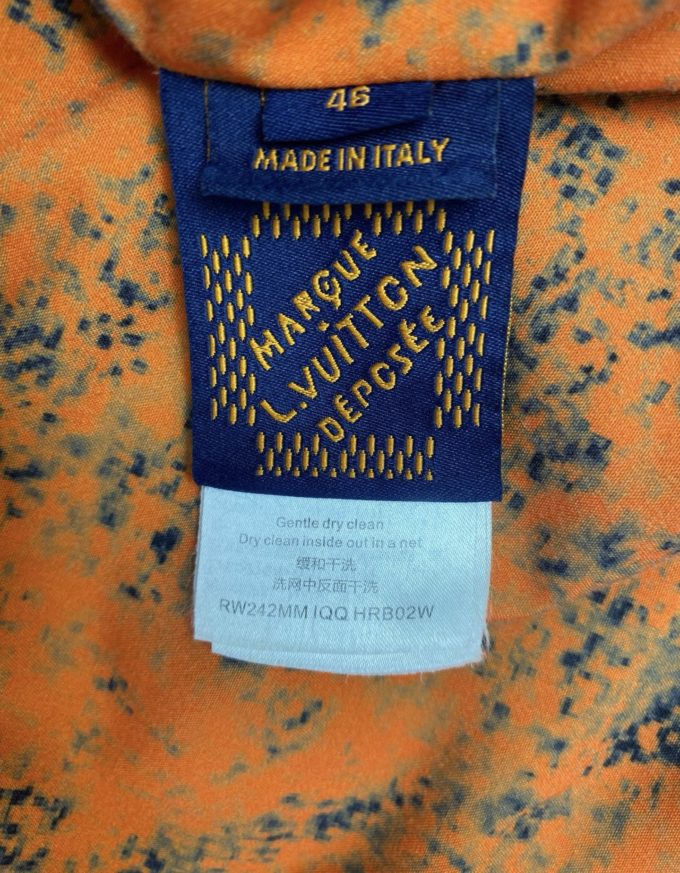 46
MADE IN ITALY
MARQUE
L.VUITTON
DÉPOSÉE
Gentle dry clean
Dry clean inside out in a net
缓和干洗
洗网中反面干洗
RW242MM IQQ HRB02W